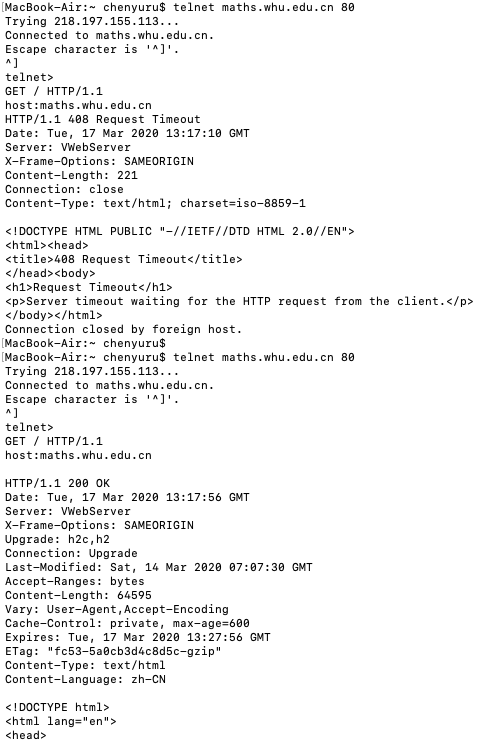 MacBook-Air:~ chenyuru$ telnet maths.whu.edu.cn 80
Trying 218.197.155.113...
Connected to maths.whu.edu.cn.
Escape character is '^]'.
^]
telnet>
GET / HTTP/1.1
host:maths.whu.edu.cn
HTTP/1.1 408 Request Timeout
Date: Tue, 17 Mar 2020 13:17:10 GMT
Server: VWebServer
X-Frame-Options: SAMEORIGIN
Content-Length: 221
Connection: close
Content-Type: text/html; charset=iso-8859-1

<!DOCTYPE HTML PUBLIC "-//IETF//DTD HTML 2.0//EN">
<html><head>
<title>408 Request Timeout</title>
</head><body>
<h1>Request Timeout</h1>
<p>Server timeout waiting for the HTTP request from the client.</p>
</body></html>
Connection closed by foreign host.
MacBook-Air:~ chenyuru$
MacBook-Air:~ chenyuru$ telnet maths.whu.edu.cn 80
Trying 218.197.155.113...
Connected to maths.whu.edu.cn.
Escape character is '^]'.
^]
telnet>
GET / HTTP/1.1
host:maths.whu.edu.cn

HTTP/1.1 200 OK
Date: Tue, 17 Mar 2020 13:17:56 GMT
Server: VWebServer
X-Frame-Options: SAMEORIGIN
Upgrade: h2c,h2
Connection: Upgrade
Last-Modified: Sat, 14 Mar 2020 07:07:30 GMT
Accept-Ranges: bytes
Content-Length: 64595
Vary: User-Agent,Accept-Encoding
Cache-Control: private, max-age=600
Expires: Tue, 17 Mar 2020 13:27:56 GMT
ETag: "fc53-5a0cb3d4c8d5c-gzip"
Content-Type: text/html
Content-Language: zh-CN

<!DOCTYPE html>
<html lang="en">
<head>